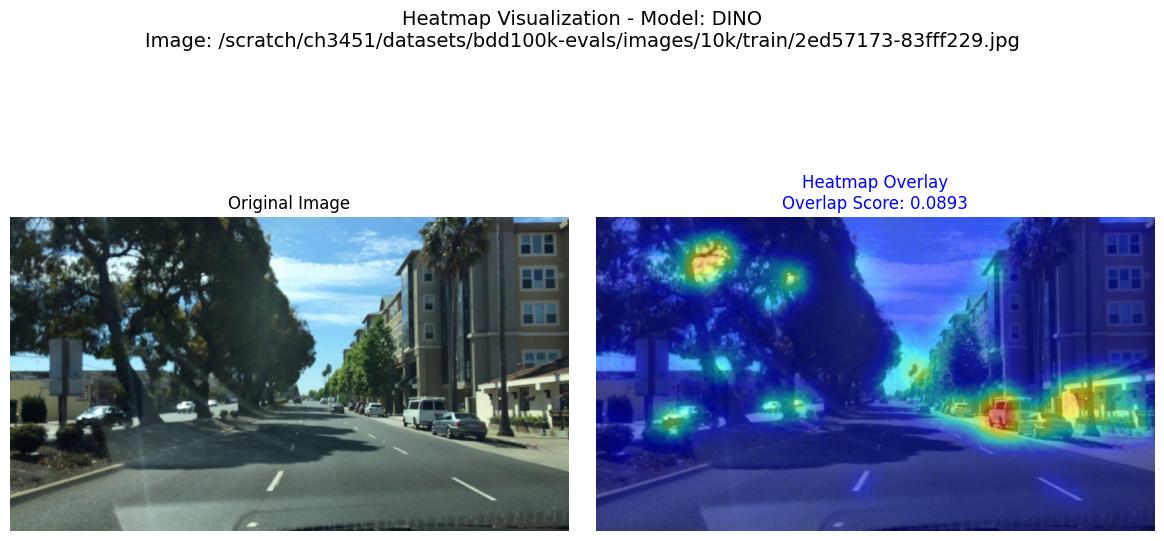 Heatmap Visualization - Model: DINO
Image: /scratch/ch3451/datasets/bdd100k-evals/images/10k/train/2ed57173-83fff229.jpg
Original Image
Heatmap Overlay
Overlap Score: 0.0893